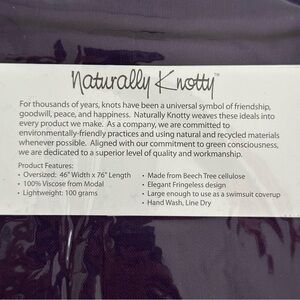 Naturally Knotty™
For thousands of years, knots have been a universal symbol of friendship,
goodwill, peace, and happiness. Naturally Knotty weaves these ideals into
every product we make. As a company, we are committed to
environmentally-friendly practices and using natural and recycled materials
whenever possible. Aligned with our commitment to green consciousness,
we are dedicated to a superior level of quality and workmanship.
Product Features:
• Oversized: 46" Width x 76" Length
• 100% Viscose from Modal
• Lightweight: 100 grams
• Made from Beech Tree cellulose
• Elegant Fringeless design
• Large enough to use as a swimsuit coverup
• Hand Wash, Line Dry